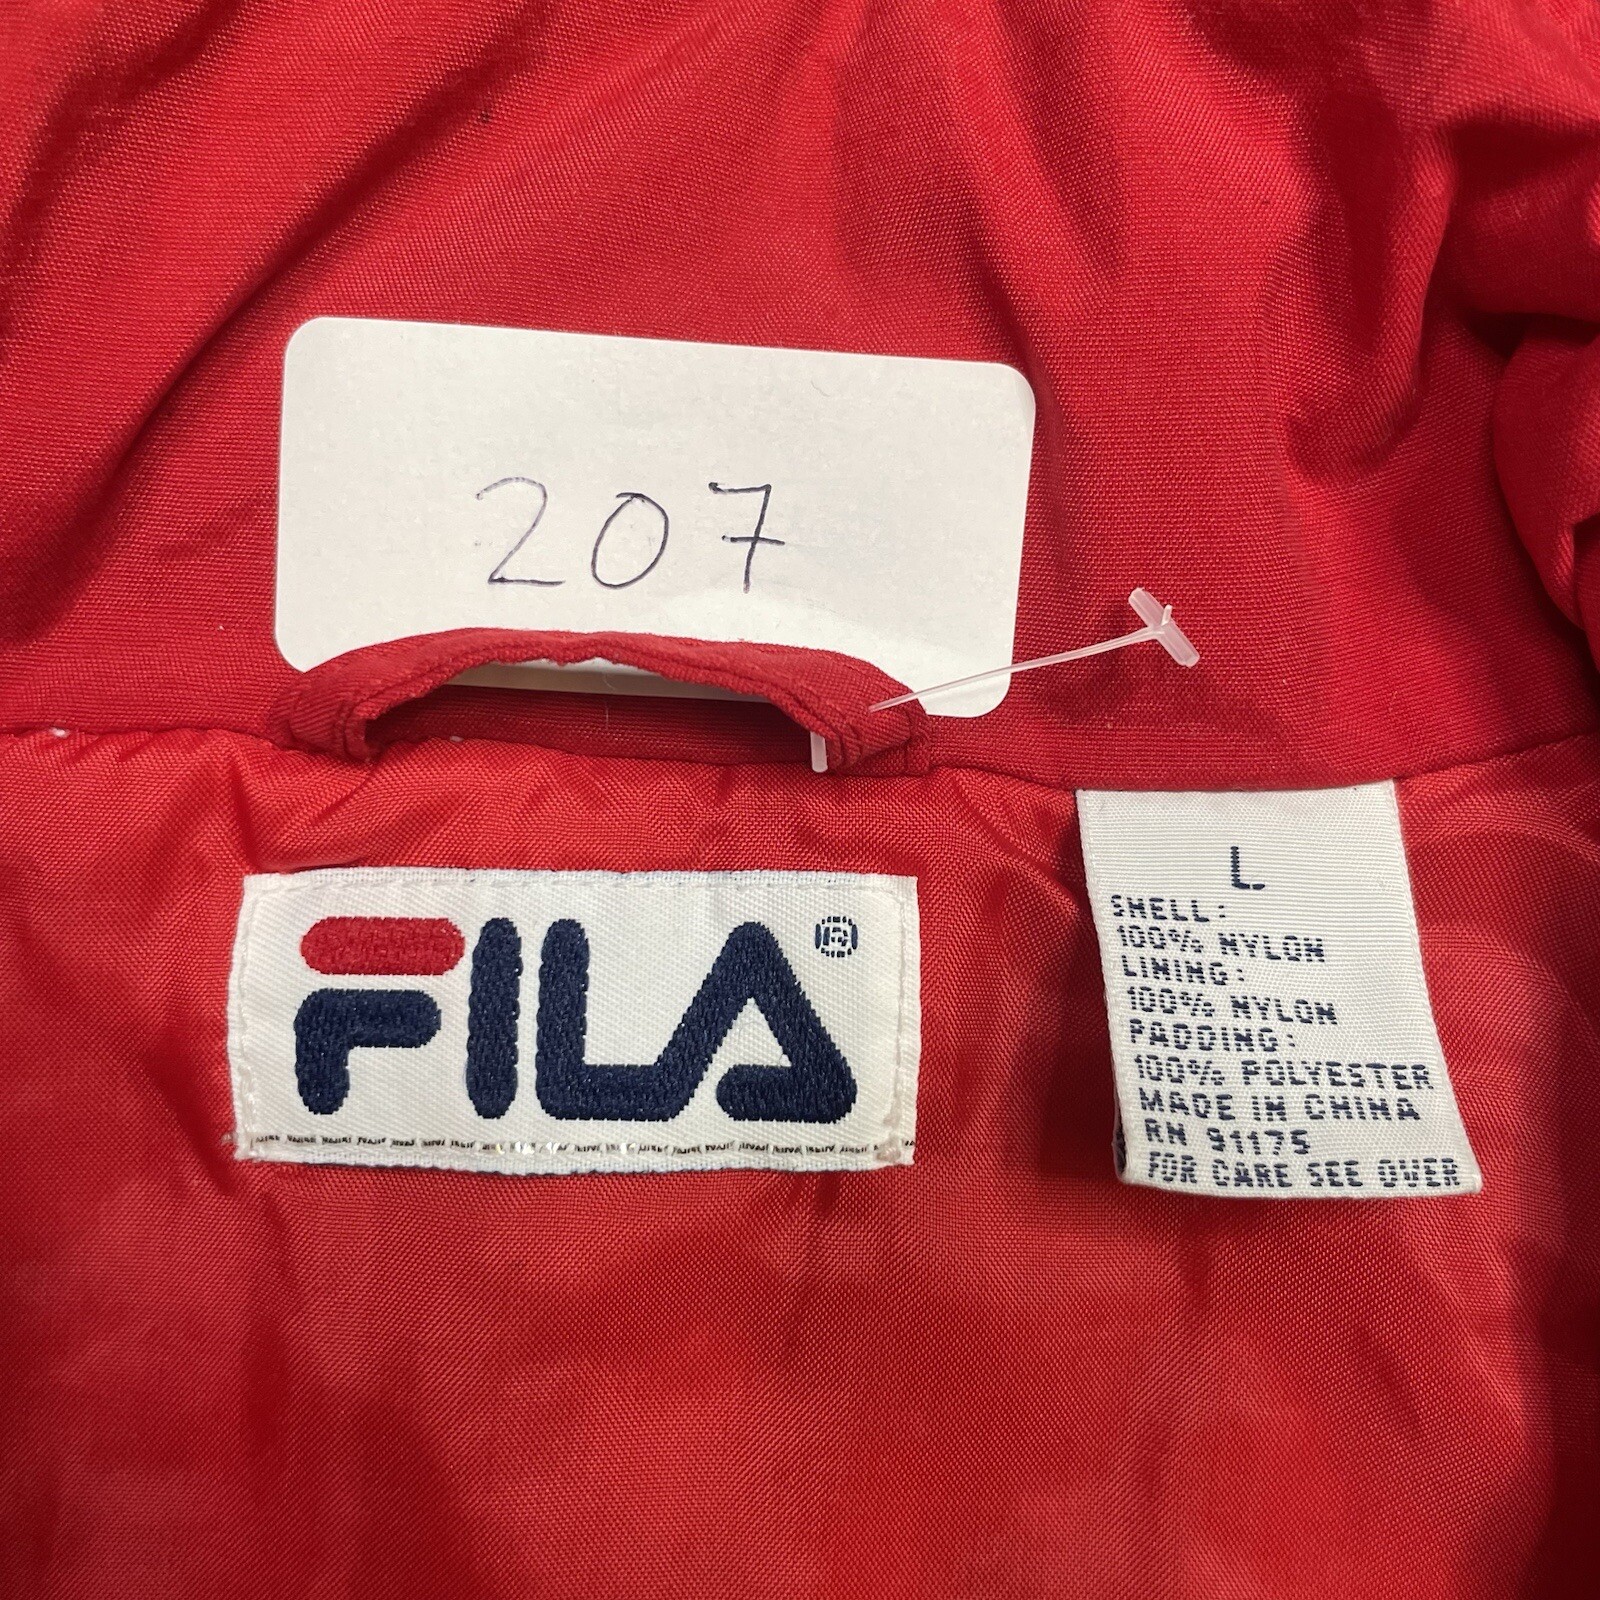 207
FILA®
L
SHELL:
100% NYLON
LINING:
100% NYLON
PADDING:
100% POLYESTER
MADE IN CHINA
RN 91175
FOR CARE SEE OVER